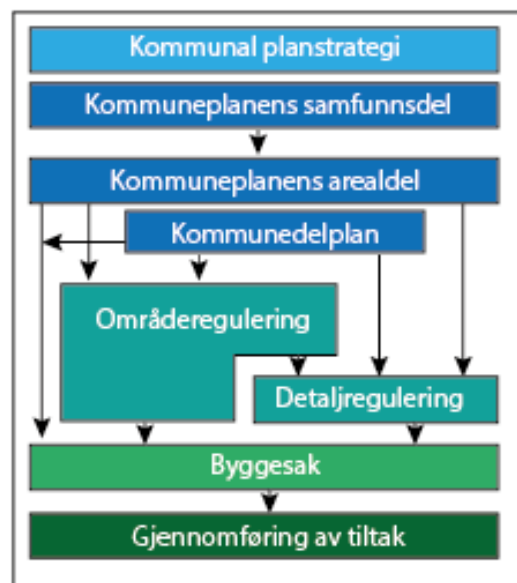 Kommunal planstrategi
Kommuneplanens samfunnsdel
Kommuneplanens arealdel
Kommunedelplan
Områderegulering
Detaljregulering
Byggesak
Gjennomføring av tiltak